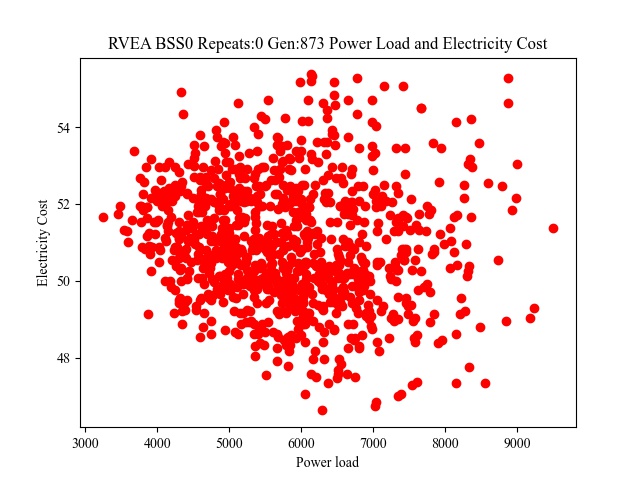 RVEA BSS0 Repeats:0 Gen:873 Power Load and Electricity Cost
Electricity Cost
54
52
50
48
3000 4000 5000 6000 7000 8000 9000
Power load